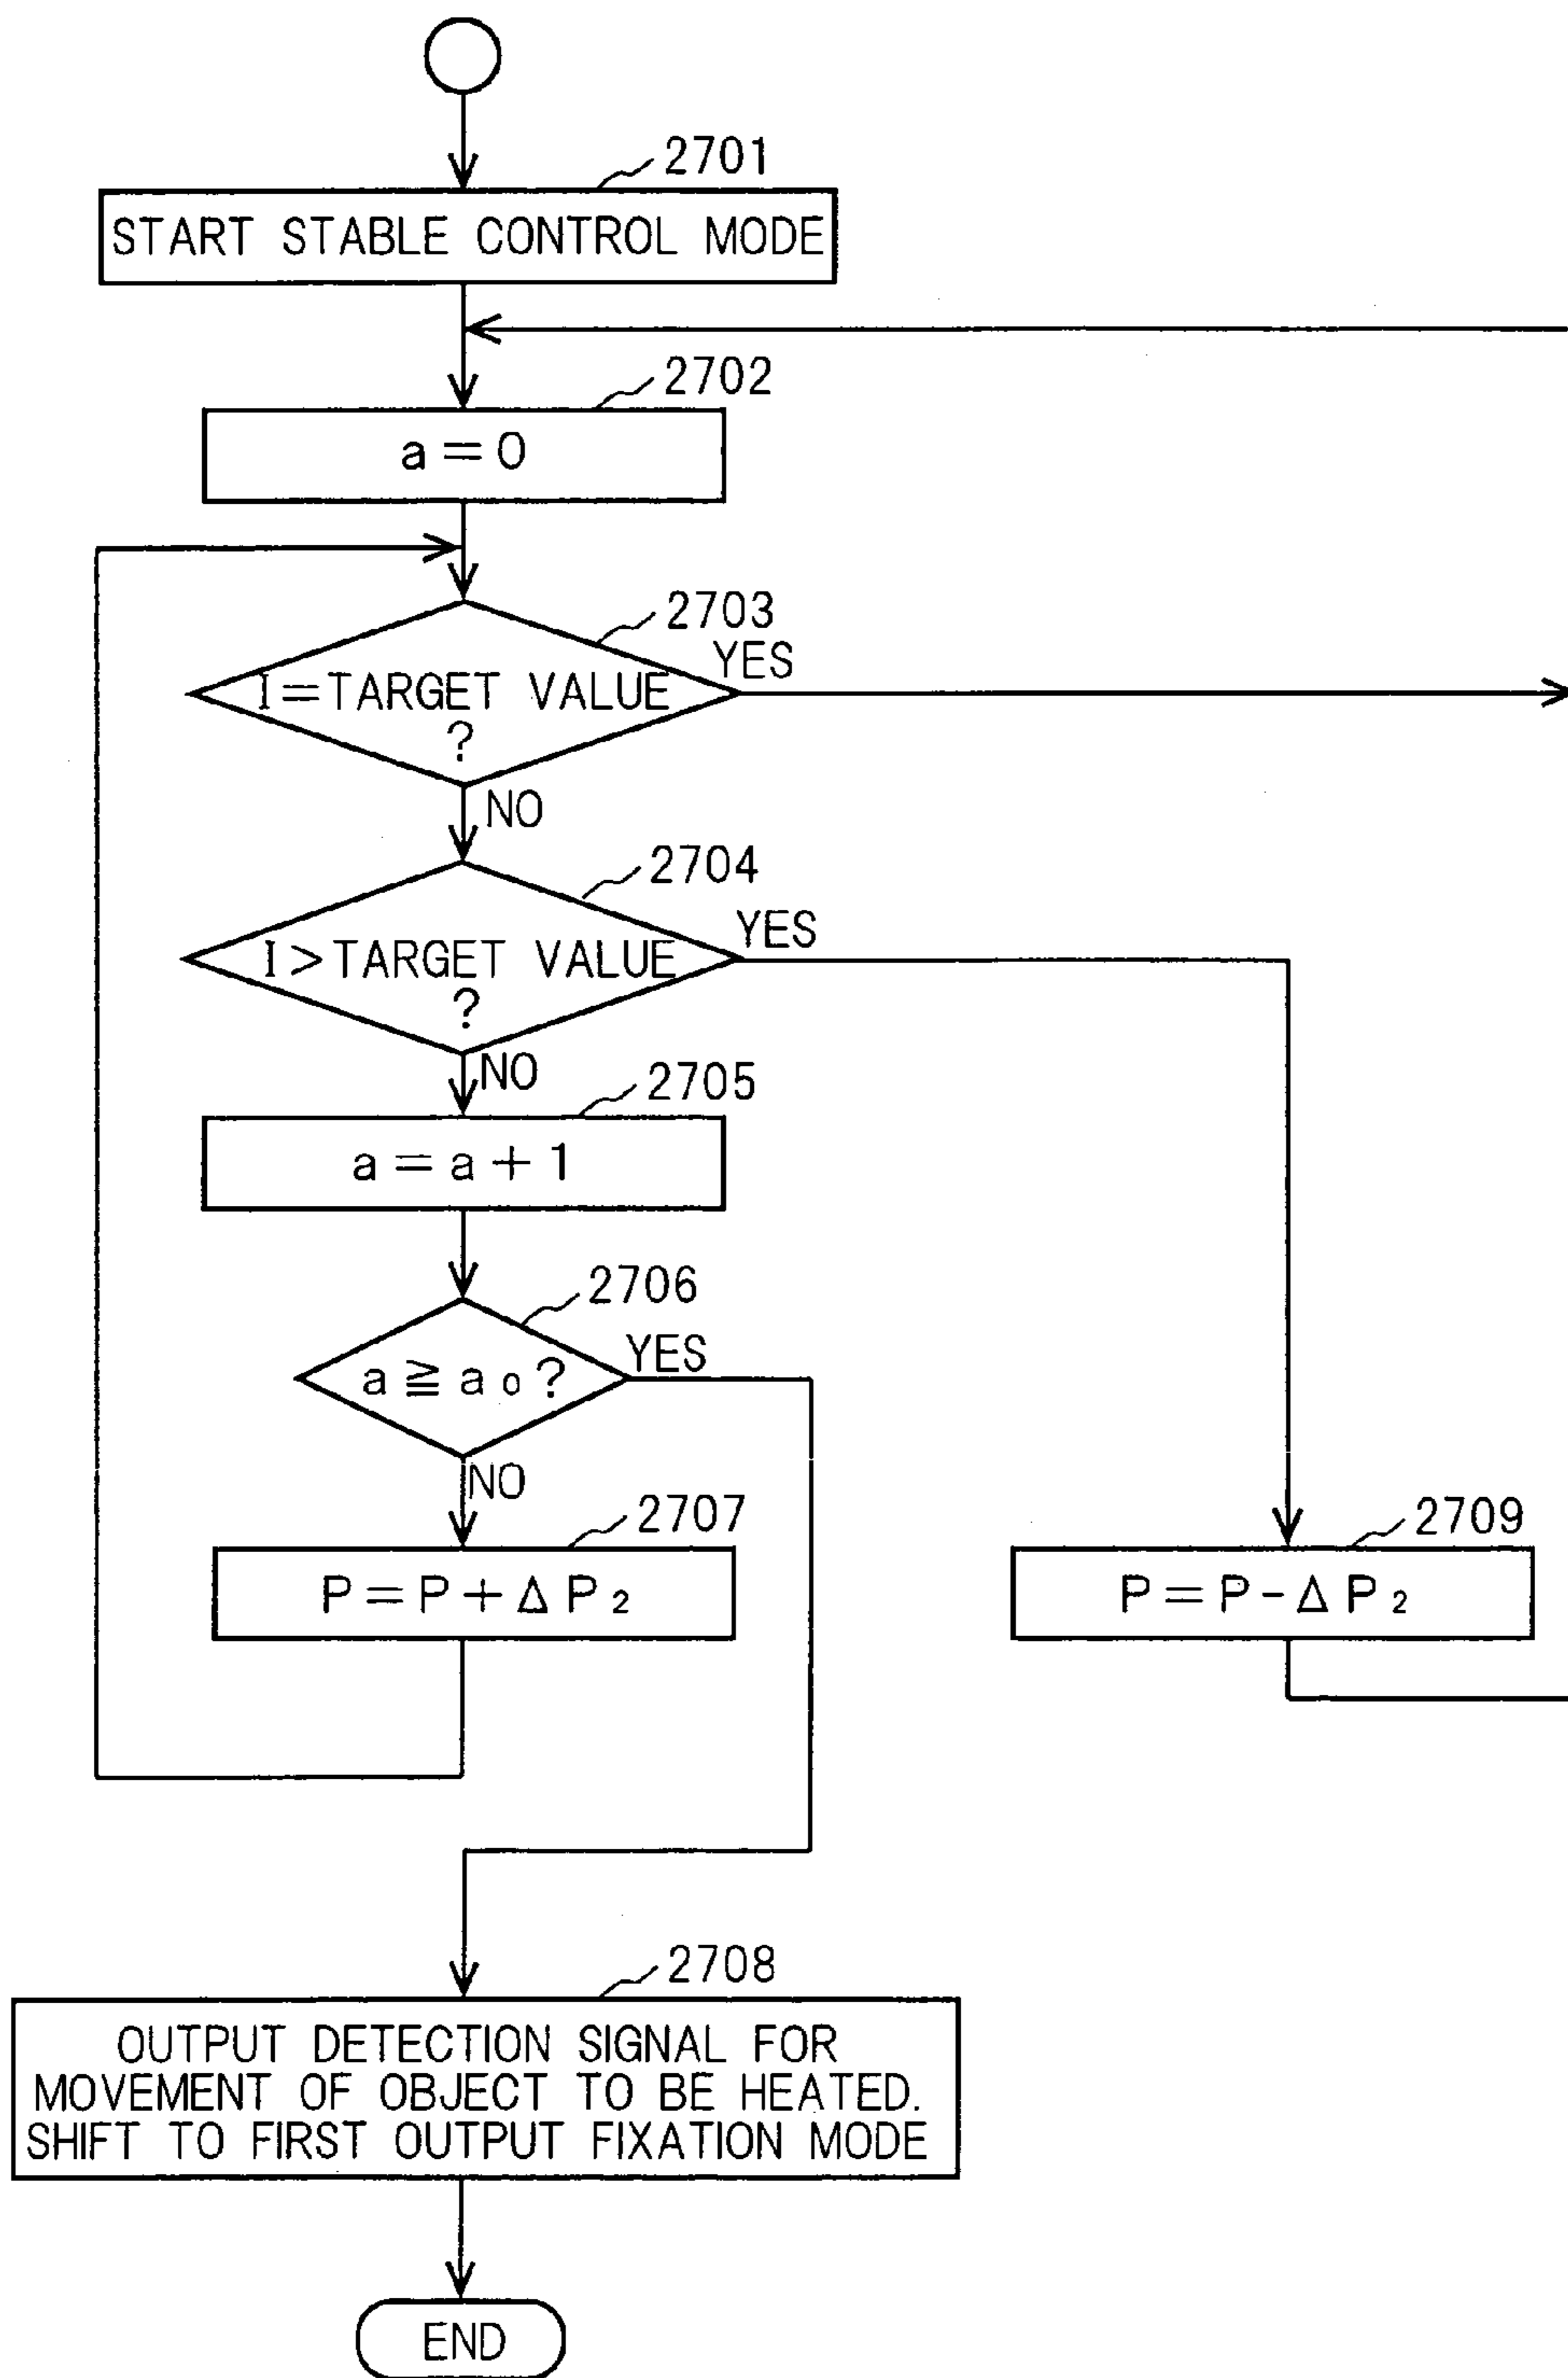 2701
START STABLE CONTROL MODE
2702
a=0
2703
I=TARGET VALUE
?
YES
NO
2704
I>TARGET VALUE
?
YES
NO
2705
a=a+1
2706
a≧a₀?
YES
NO
2707
P=P+ΔP₂
2709
P=P-ΔP₂
2708
OUTPUT DETECTION SIGNAL FOR
MOVEMENT OF OBJECT TO BE HEATED.
SHIFT TO FIRST OUTPUT FIXATION MODE
END